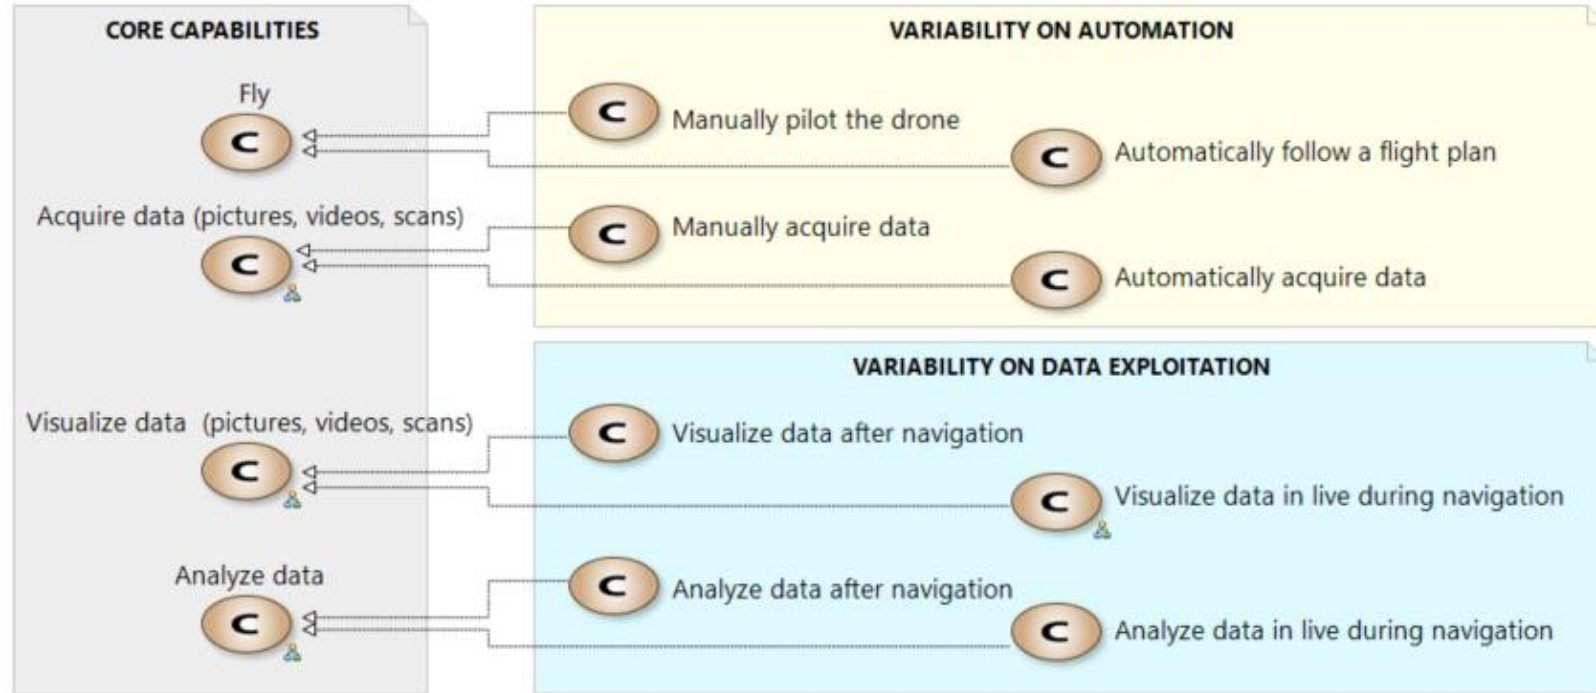 CORE CAPABILITIES
Fly
C
Acquire data (pictures, videos, scans)
C
Visualize data  (pictures, videos, scans)
C
Analyze data
C
VARIABILITY ON AUTOMATION
C Manually pilot the drone
C Automatically follow a flight plan
C Manually acquire data
C Automatically acquire data
VARIABILITY ON DATA EXPLOITATION
C Visualize data after navigation
C Visualize data in live during navigation
C Analyze data after navigation
C Analyze data in live during navigation